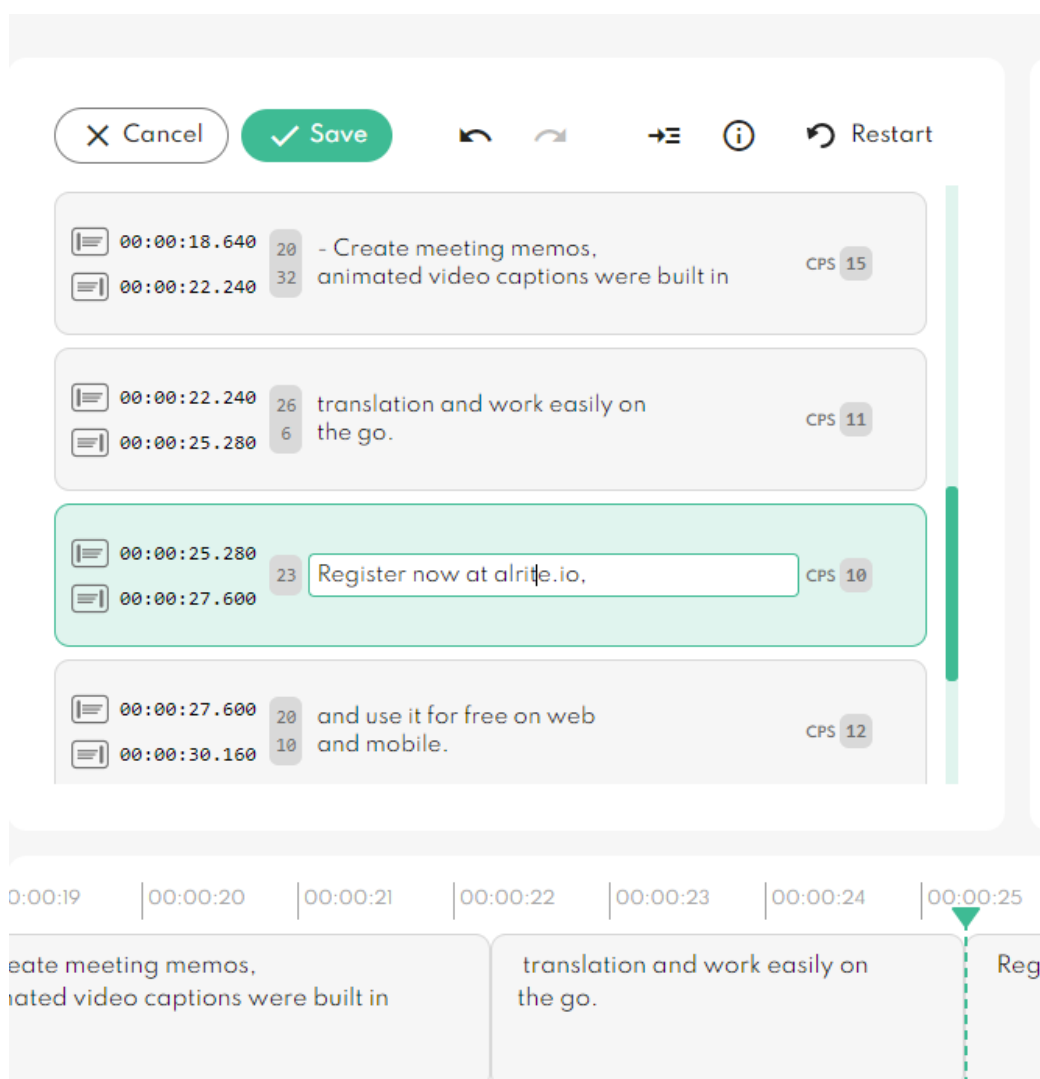 Cancel
Save
Restart
00:00:18.640
00:00:22.240
20
32
- Create meeting memos,
animated video captions were built in
CPS 15
00:00:22.240
00:00:25.280
26
6
translation and work easily on
the go.
CPS 11
00:00:25.280
00:00:27.600
23
Register now at alrite.io,
CPS 10
00:00:27.600
00:00:30.160
20
10
and use it for free on web
and mobile.
CPS 12
0:00:19 00:00:20 00:00:21 00:00:22 00:00:23 00:00:24 00:00:25
eate meeting memos,
nated video captions were built in
translation and work easily on
the go.
Reg